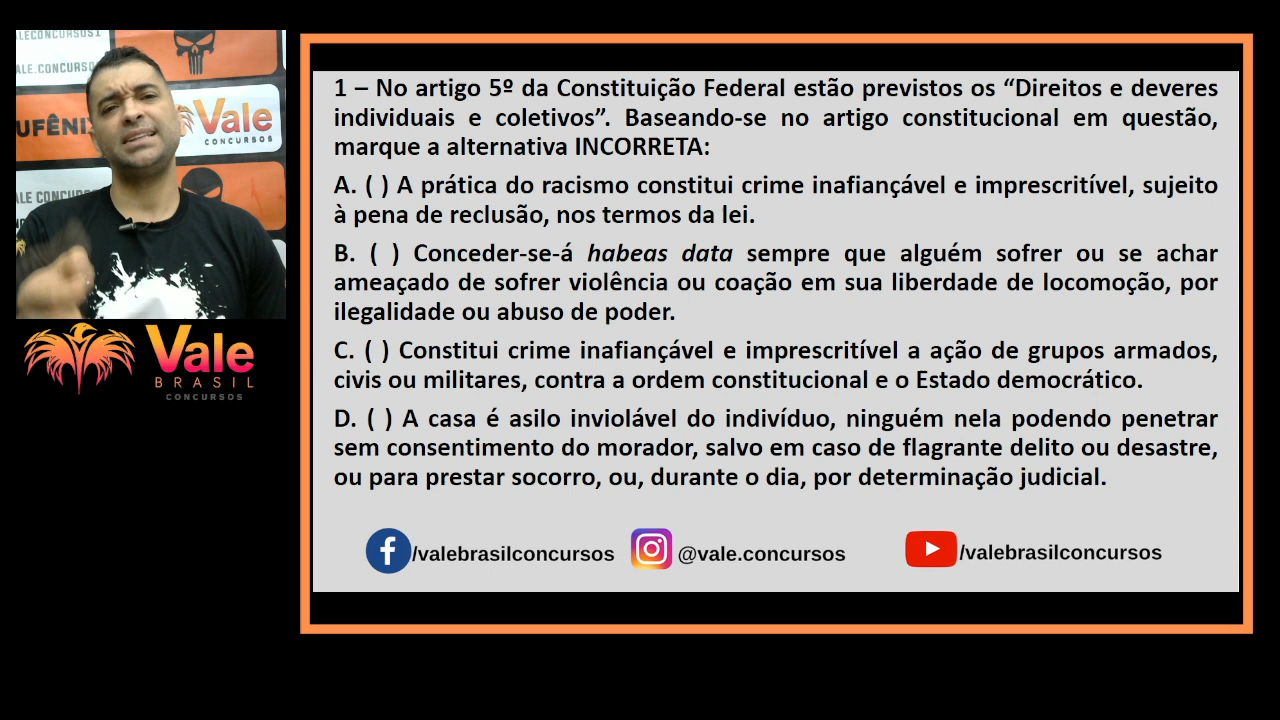 ALECONCURSOS1
ALE.CONCURSO
UFÊNI
Vale
CONCURSOS
ALE CONCURSO
Vale
BRASIL
CONCURSOS
1 – No artigo 5º da Constituição Federal estão previstos os “Direitos e deveres
individuais e coletivos”. Baseando-se no artigo constitucional em questão,
marque a alternativa INCORRETA:
A. ( ) A prática do racismo constitui crime inafiançável e imprescritível, sujeito
à pena de reclusão, nos termos da lei.
B. ( ) Conceder-se-á habeas data sempre que alguém sofrer ou se achar
ameaçado de sofrer violência ou coação em sua liberdade de locomoção, por
ilegalidade ou abuso de poder.
C. ( ) Constitui crime inafiançável e imprescritível a ação de grupos armados,
civis ou militares, contra a ordem constitucional e o Estado democrático.
D. ( ) A casa é asilo inviolável do indivíduo, ninguém nela podendo penetrar
sem consentimento do morador, salvo em caso de flagrante delito ou desastre,
ou para prestar socorro, ou, durante o dia, por determinação judicial.
/valebrasilconcursos @vale.concursos /valebrasilconcursos